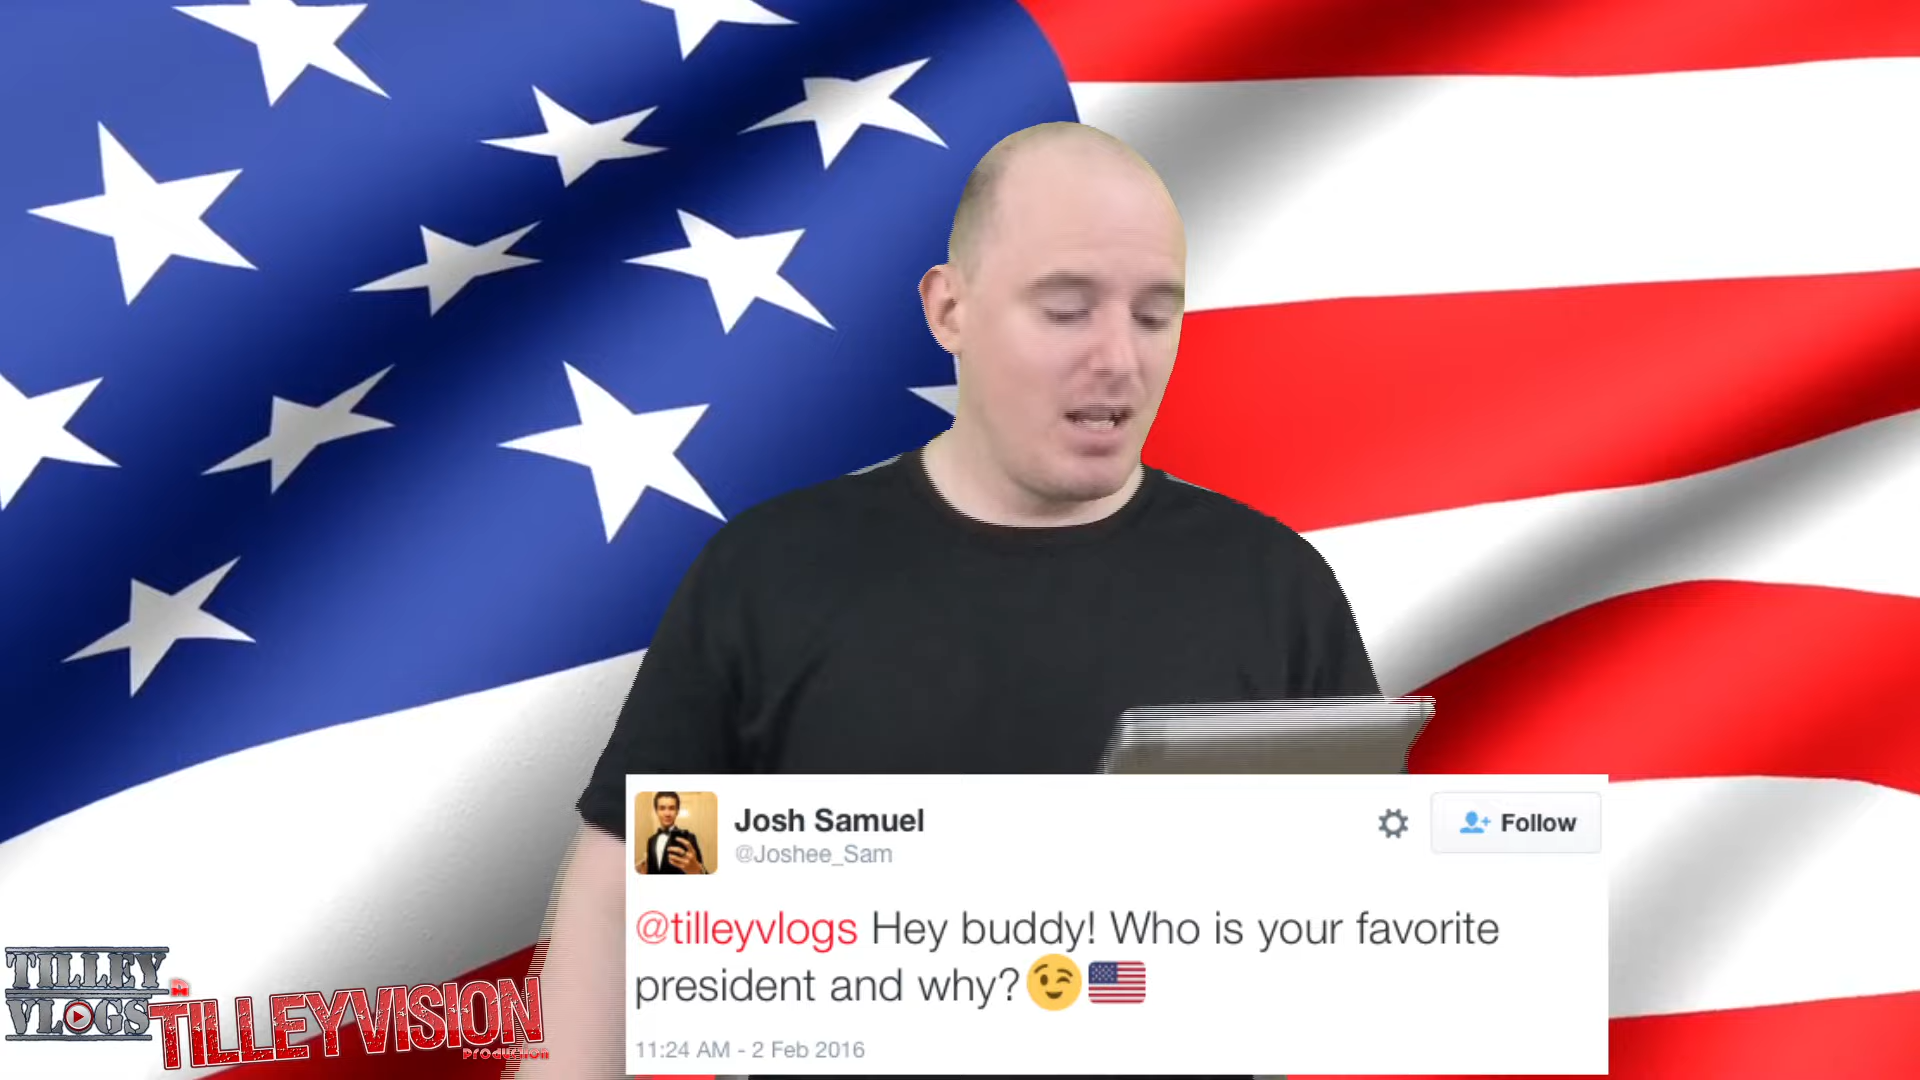 Josh Samuel
@Joshee_Sam
Follow
@tilleyvlogs Hey buddy! Who is your favorite
president and why?😉🇺🇸
11:24 AM - 2 Feb 2016
TILLEY
VLOGS
TILLEYVISION
Production